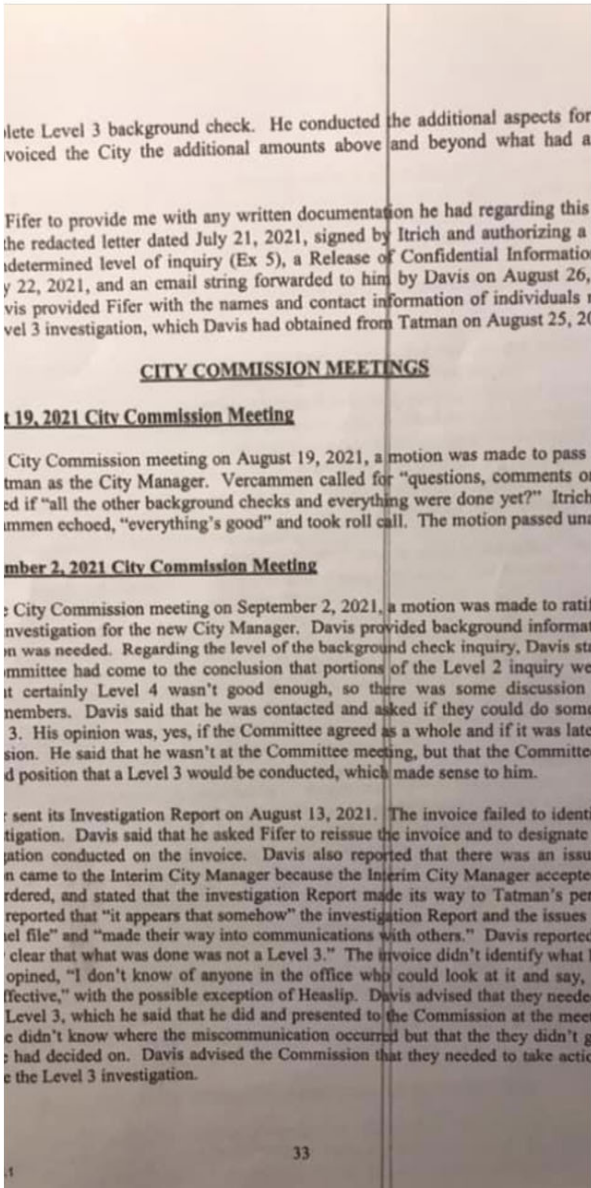 lete Level 3 background check. He conducted the additional aspects for
voiced the City the additional amounts above and beyond what had a
Fifer to provide me with any written documentation he had regarding this
he redacted letter dated July 21, 2021, signed by Itrich and authorizing a
determined level of inquiry (Ex 5), a Release of Confidential Informatio
y 22, 2021, and an email string forwarded to him by Davis on August 26,
vis provided Fifer with the names and contact information of individuals
vel 3 investigation, which Davis had obtained from Tatman on August 25, 20
CITY COMMISSION MEETINGS
t 19, 2021 City Commission Meeting
City Commission meeting on August 19, 2021, a motion was made to pass
tman as the City Manager. Vercammen called for "questions, comments o
ed if "all the other background checks and everything were done yet?" Itrich
ammen echoed, "everything's good" and took roll call. The motion passed una
mber 2, 2021 City Commission Meeting
e City Commission meeting on September 2, 2021, a motion was made to ratif
nvestigation for the new City Manager. Davis provided background informat
on was needed. Regarding the level of the background check inquiry, Davis sta
ommittee had come to the conclusion that portions of the Level 2 inquiry we
t certainly Level 4 wasn't good enough, so there was some discussion
nembers. Davis said that he was contacted and asked if they could do some
3. His opinion was, yes, if the Committee agreed as a whole and if it was late
sion. He said that he wasn't at the Committee meeting, but that the Committe
d position that a Level 3 would be conducted, which made sense to him.
r sent its Investigation Report on August 13, 2021. The invoice failed to identi
tigation. Davis said that he asked Fifer to reissue the invoice and to designate
gation conducted on the invoice. Davis also reported that there was an issu
n came to the Interim City Manager because the Interim City Manager accepte
rdered, and stated that the investigation Report made its way to Tatman's per
reported that "it appears that somehow" the investigation Report and the issues
el file" and "made their way into communications with others." Davis reported
clear that what was done was not a Level 3." The invoice didn't identify what
opined, "I don't know of anyone in the office who could look at it and say,
ffective," with the possible exception of Heaslip. Davis advised that they neede
Level 3, which he said that he did and presented to the Commission at the meet
e didn't know where the miscommunication occurred but that the they didn't g
e had decided on. Davis advised the Commission that they needed to take actio
e the Level 3 investigation.
33
.1